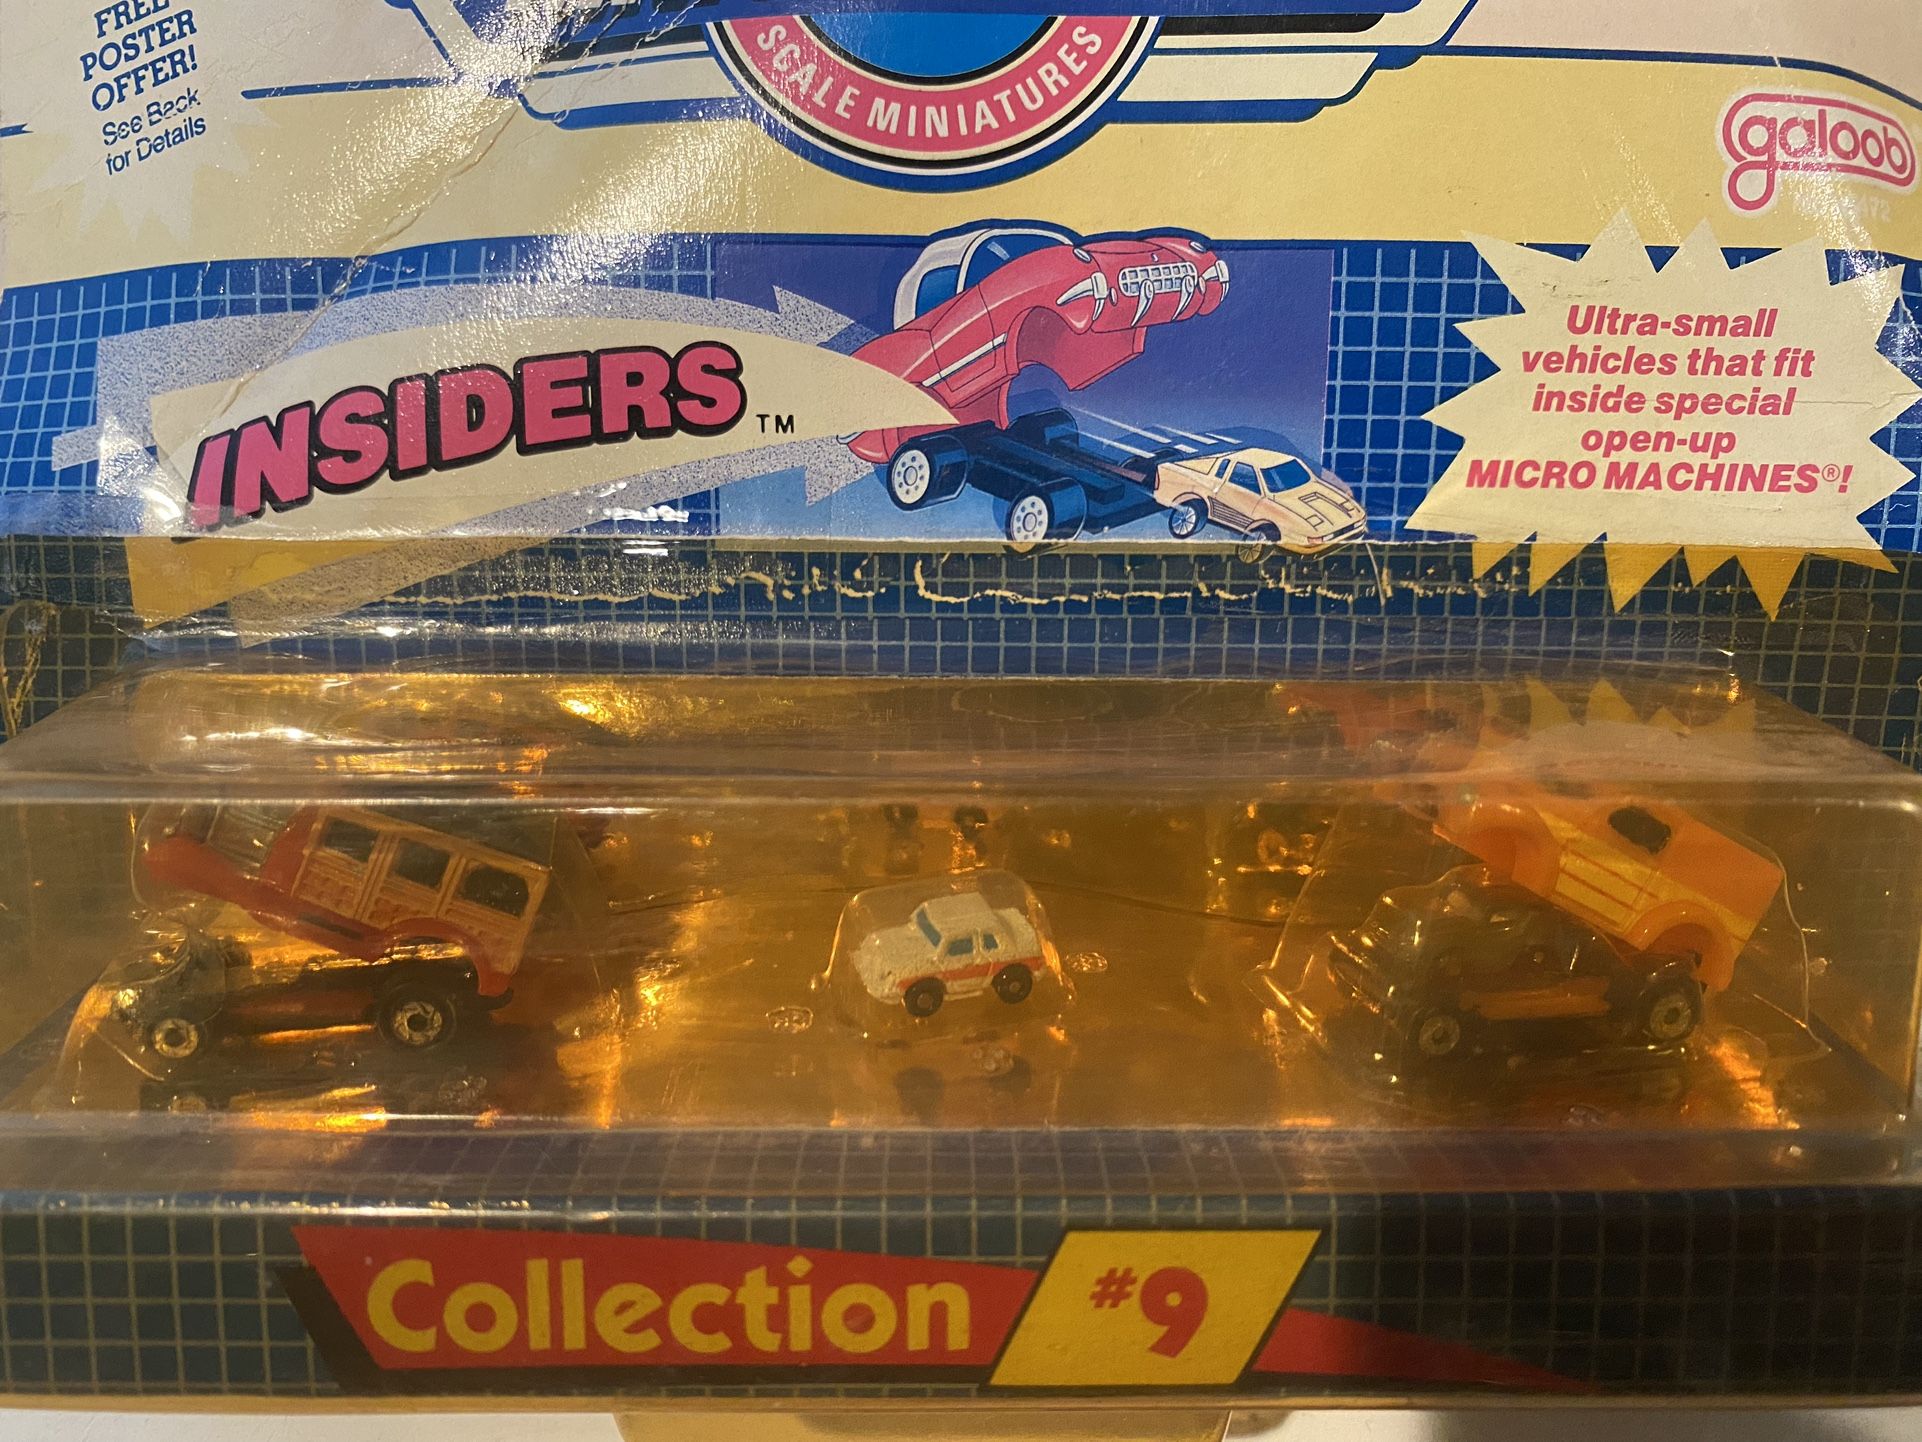 FREE
POSTER
OFFER!
See Back
for Details
SCALE MINIATURES
galoob
INSIDERS TM
Ultra-small
vehicles that fit
inside special
open-up
MICRO MACHINES®!
Collection #9